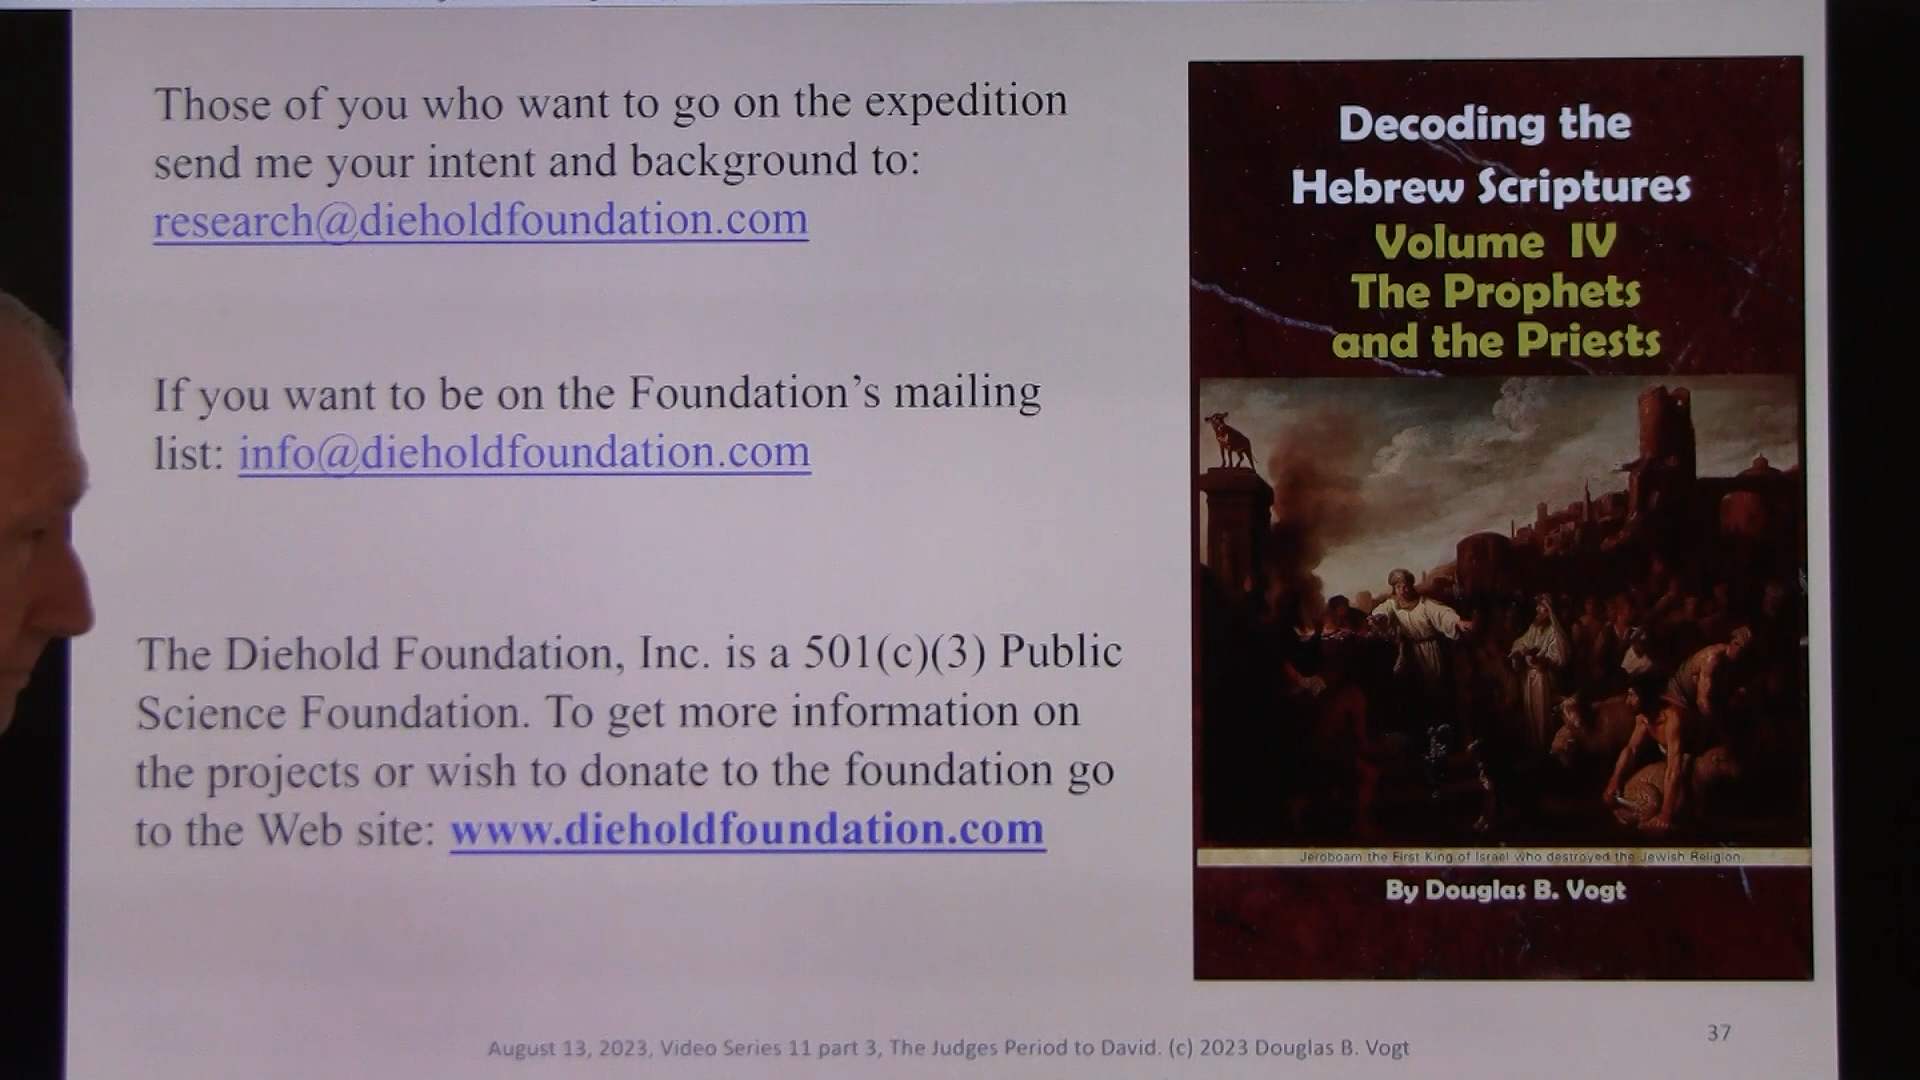 Those of you who want to go on the expedition
send me your intent and background to:
research@dieholdfoundation.com
If you want to be on the Foundation’s mailing
list: info@dieholdfoundation.com
The Diehold Foundation, Inc. is a 501(c)(3) Public
Science Foundation. To get more information on
the projects or wish to donate to the foundation go
to the Web site: www.dieholdfoundation.com
Decoding the
Hebrew Scriptures
Volume IV
The Prophets
and the Priests
Jeroboam the First King of Israel who destroyed the Jewish Religion.
By Douglas B. Vogt
37
August 13, 2023, Video Series 11 part 3, The Judges Period to David. (c) 2023 Douglas B. Vogt